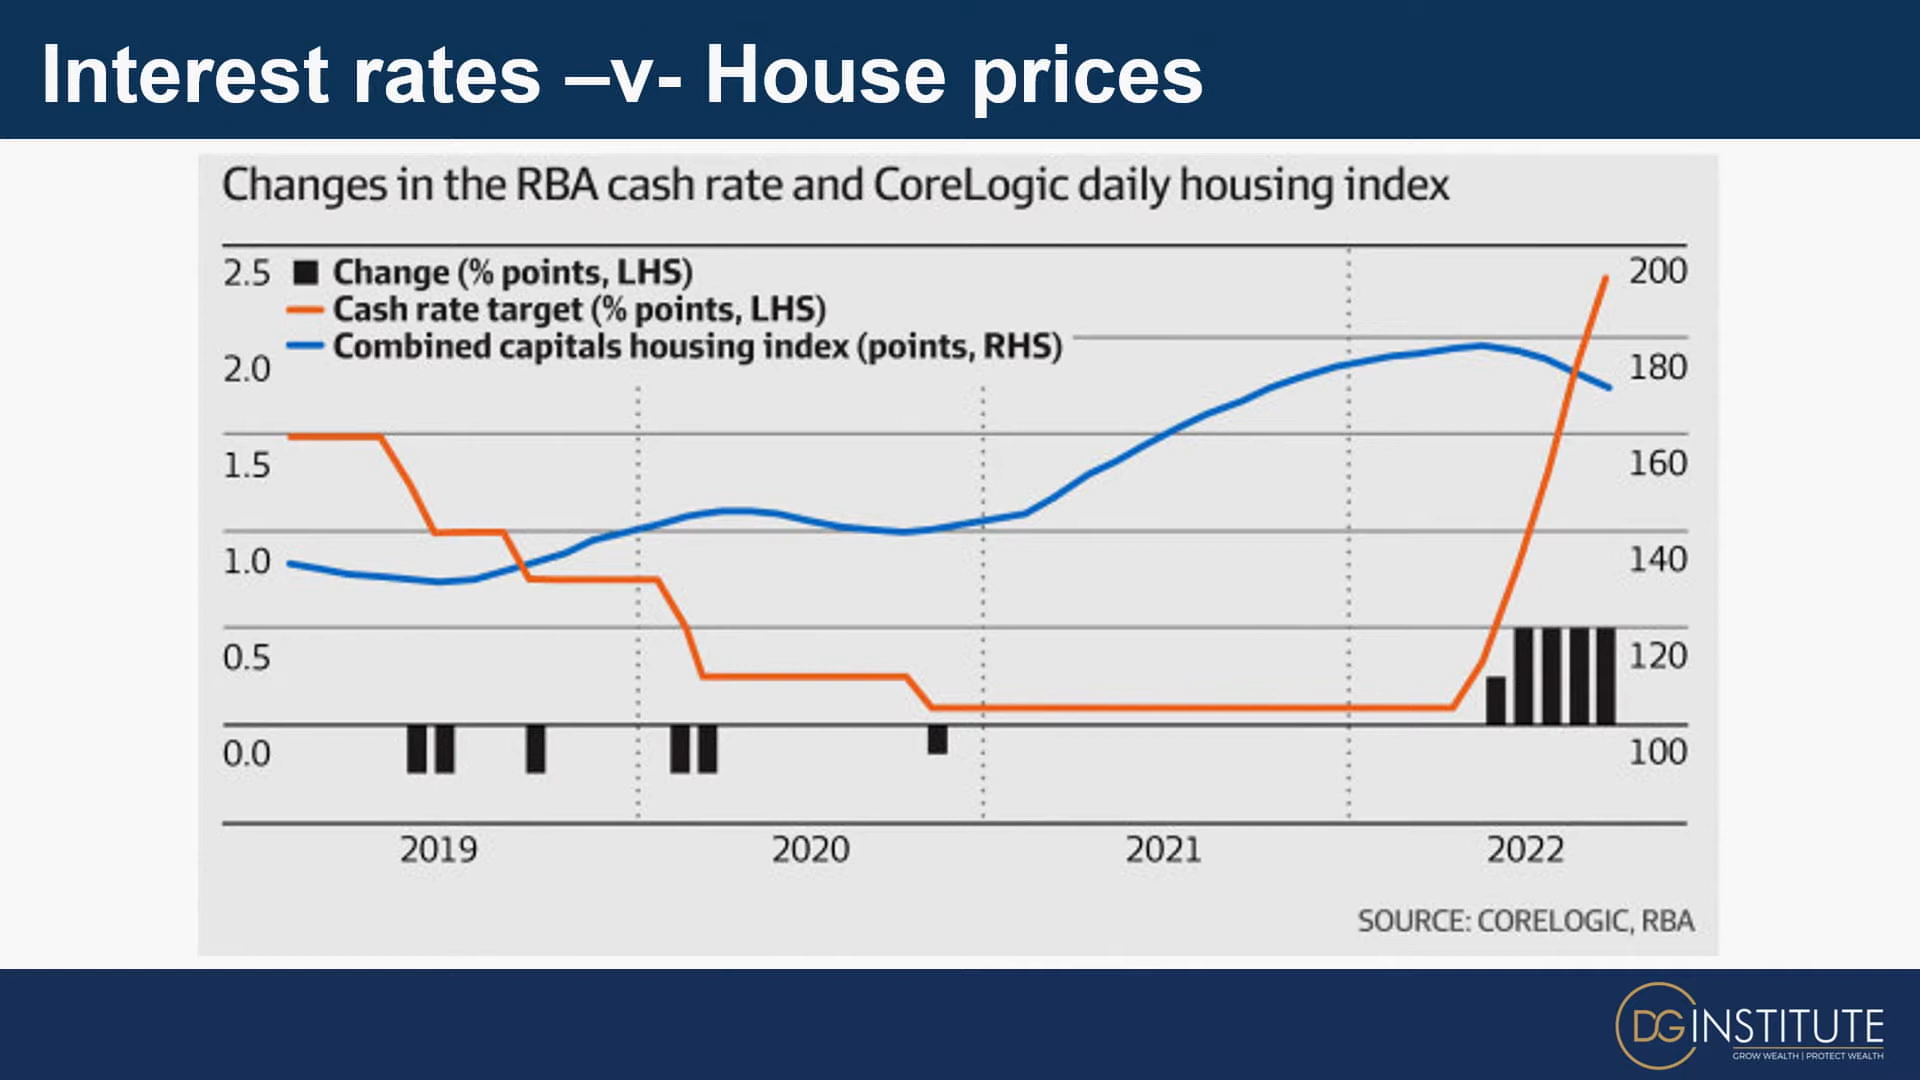 Interest rates –v- House prices
Changes in the RBA cash rate and CoreLogic daily housing index
2.5 Change (% points, LHS) 200
Cash rate target (% points, LHS)
Combined capitals housing index (points, RHS)
2.0 180
1.5 160
1.0 140
0.5 120
0.0 100
2019 2020 2021 2022
SOURCE: CORELOGIC, RBA
DG INSTITUTE
GROW WEALTH | PROTECT WEALTH